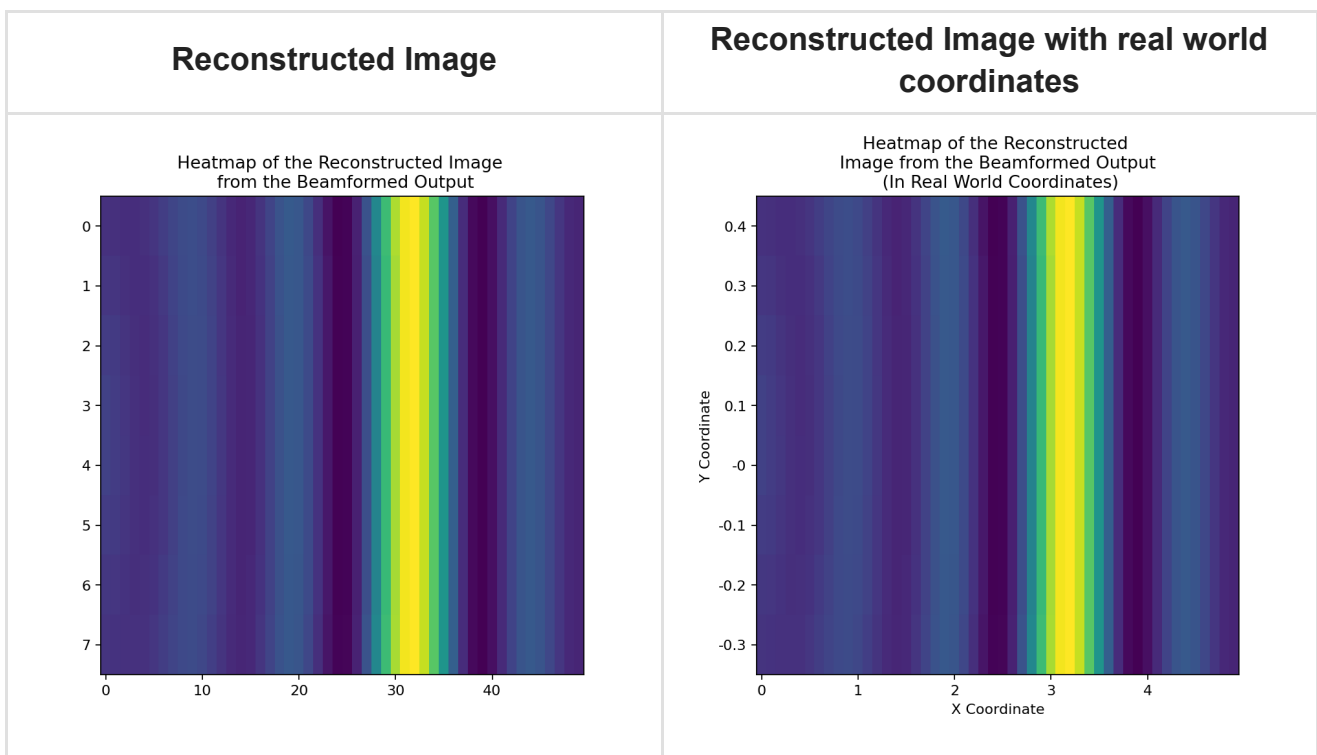 Reconstructed Image
Reconstructed Image with real world
coordinates
Heatmap of the Reconstructed Image
from the Beamformed Output
0
1
2
3
4
5
6
7
0 10 20 30 40
Heatmap of the Reconstructed
Image from the Beamformed Output
(In Real World Coordinates)
Y Coordinate
0.4
0.3
0.2
0.1
-0
-0.1
-0.2
-0.3
0 1 2 3 4
X Coordinate